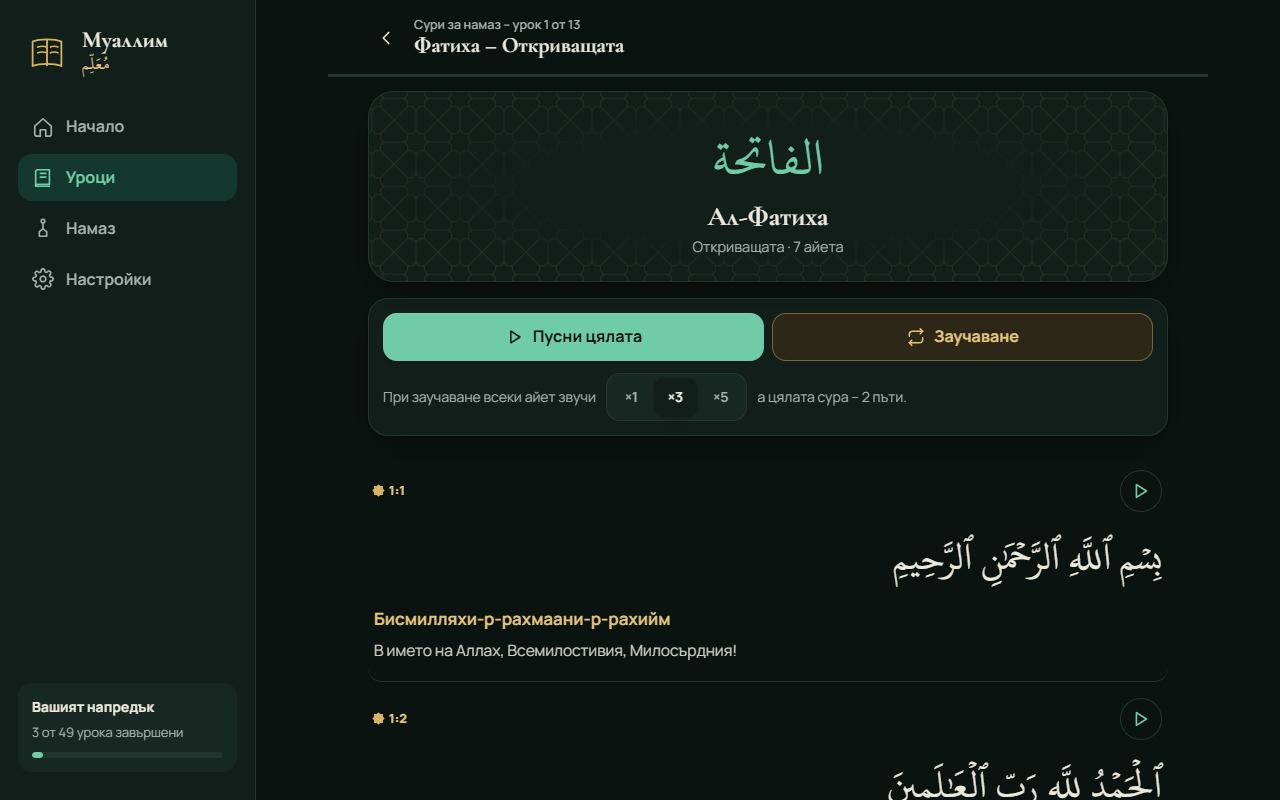 Муаллим
مُعَلِّم
Начало
Уроци
Намаз
Настройки
Вашият напредък
3 от 49 урока завършени
Сури за намаз – урок 1 от 13
Фатиха – Откриващата
الفاتحة
Ал-Фатиха
Откриващата · 7 айета
Пусни цялата
Заучаване
При заучаване всеки айет звучи ×1 ×3 ×5 а цялата сура – 2 пъти.
1:1
بِسْمِ ٱللَّهِ ٱلرَّحْمَٰنِ ٱلرَّحِيمِ
Бисмилляхи-р-рахмаани-р-рахийм
В името на Аллах, Всемилостивия, Милосърдния!
1:2
ٱلْحَمْدُ لِلَّهِ رَبِّ ٱلْعَٰلَمِينَ